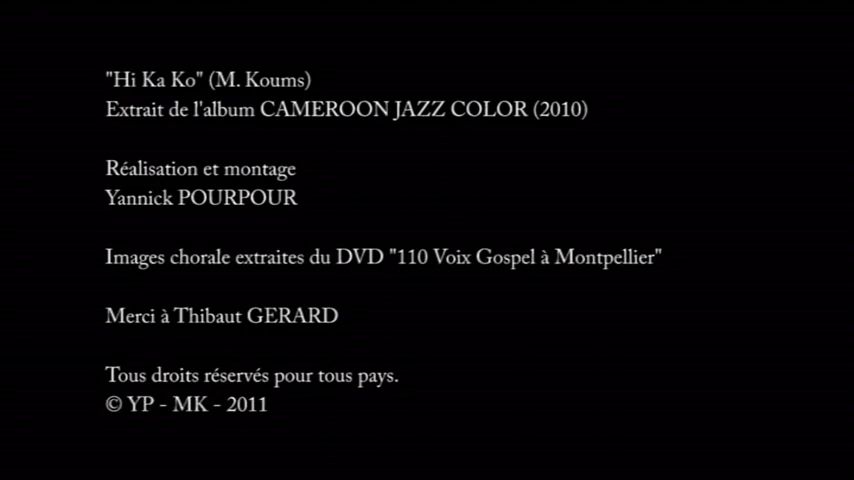 "Hi Ka Ko" (M. Koums)
Extrait de l'album CAMEROON JAZZ COLOR (2010)
Réalisation et montage
Yannick POURPOUR
Images chorale extraites du DVD "110 Voix Gospel à Montpellier"
Merci à Thibaut GERARD
Tous droits réservés pour tous pays.
© YP - MK - 2011